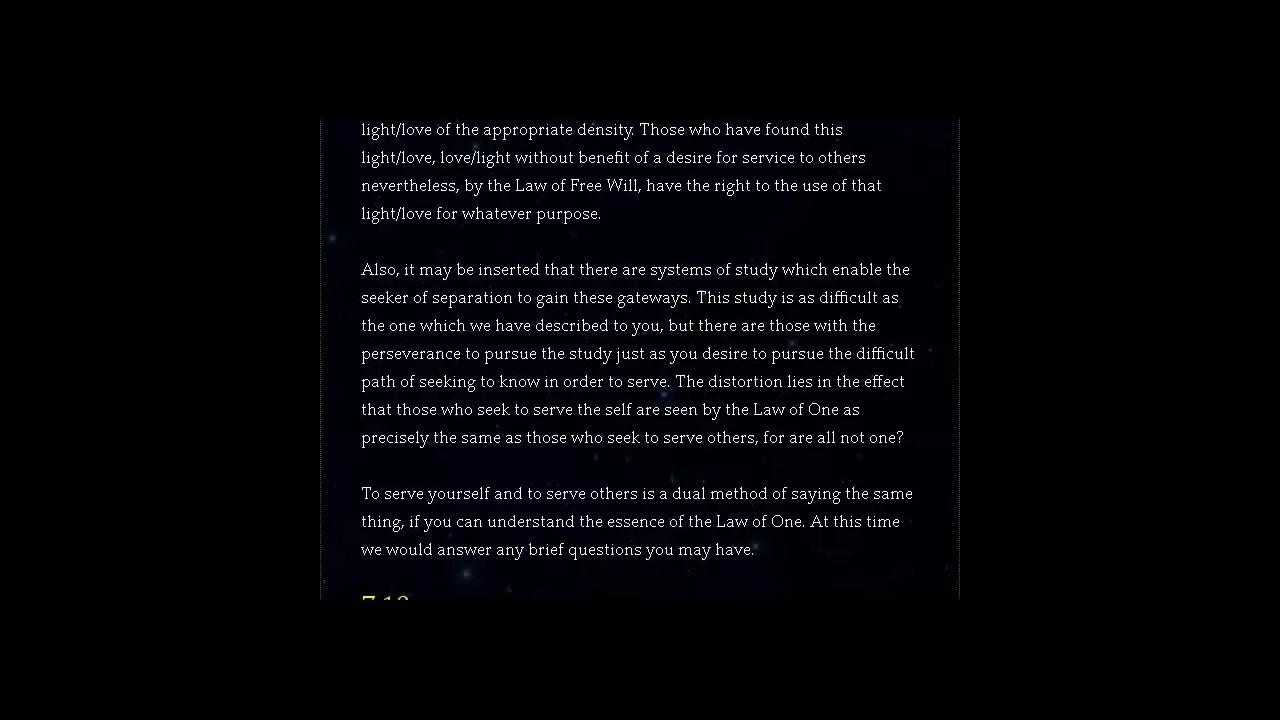 light/love of the appropriate density. Those who have found this
light/love, love/light without benefit of a desire for service to others
nevertheless, by the Law of Free Will, have the right to the use of that
light/love for whatever purpose.
Also, it may be inserted that there are systems of study which enable the
seeker of separation to gain these gateways. This study is as difficult as
the one which we have described to you, but there are those with the
perseverance to pursue the study just as you desire to pursue the difficult
path of seeking to know in order to serve. The distortion lies in the effect
that those who seek to serve the self are seen by the Law of One as
precisely the same as those who seek to serve others, for are all not one?
To serve yourself and to serve others is a dual method of saying the same
thing, if you can understand the essence of the Law of One. At this time
we would answer any brief questions you may have.